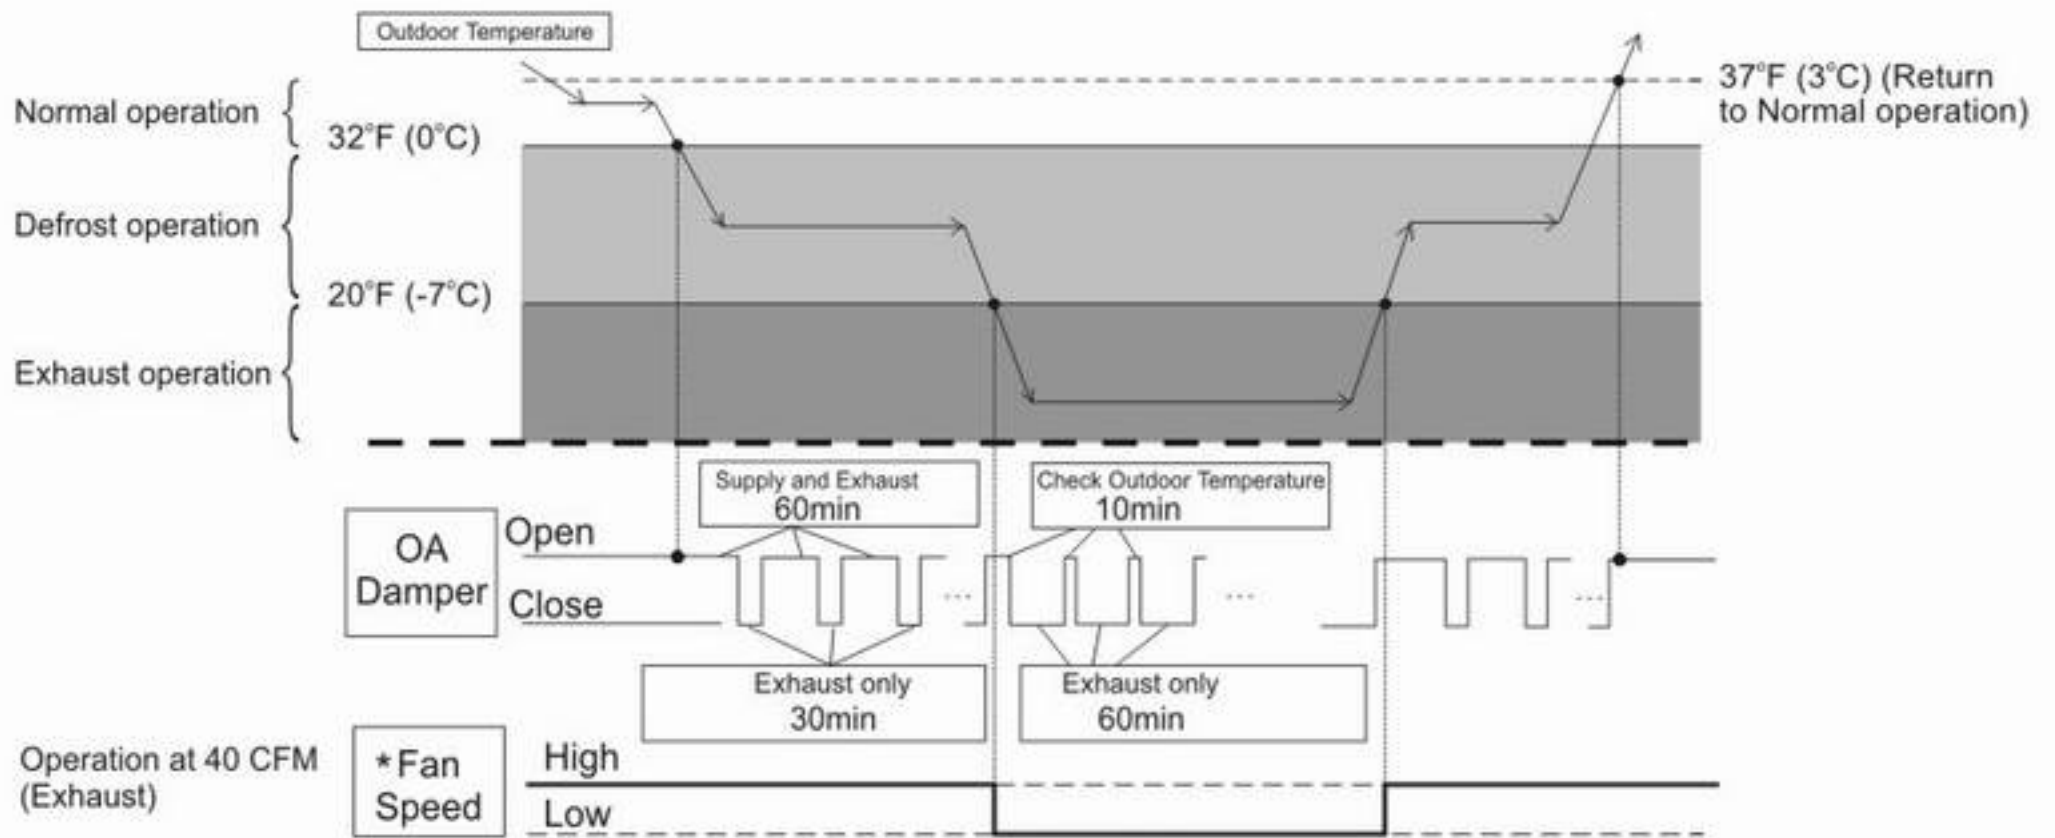 Outdoor Temperature
37°F (3°C) (Return
to Normal operation)
Normal operation
32°F (0°C)
Defrost operation
20°F (-7°C)
Exhaust operation
Supply and Exhaust
60min
Check Outdoor Temperature
10min
OA
Damper
Open
Close
...
...
...
Exhaust only
30min
Exhaust only
60min
Operation at 40 CFM
(Exhaust)
*Fan
Speed
High
Low